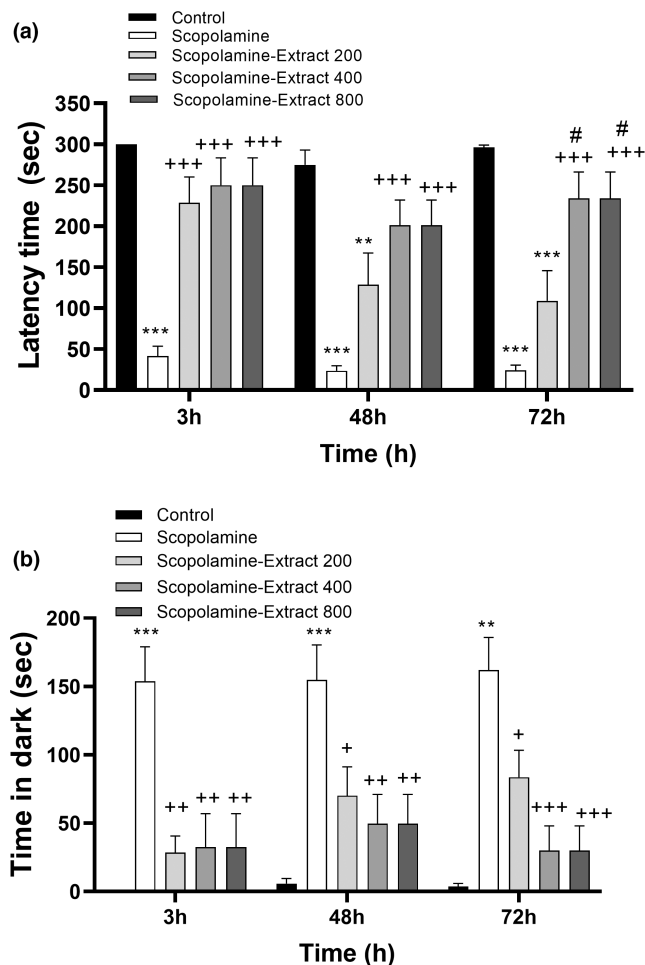 (a)
Control
Scopolamine
Scopolamine-Extract 200
Scopolamine-Extract 400
Scopolamine-Extract 800
Latency time (sec)
350
300
250
200
150
100
50
0
*** +++ +++ +++
*** ** +++ +++
*** *** # +++ # +++
3h 48h 72h
Time (h)
(b)
Control
Scopolamine
Scopolamine-Extract 200
Scopolamine-Extract 400
Scopolamine-Extract 800
Time in dark (sec)
200
150
100
50
0
*** ++ ++ ++
*** + ++ ++
** + +++ +++
3h 48h 72h
Time (h)